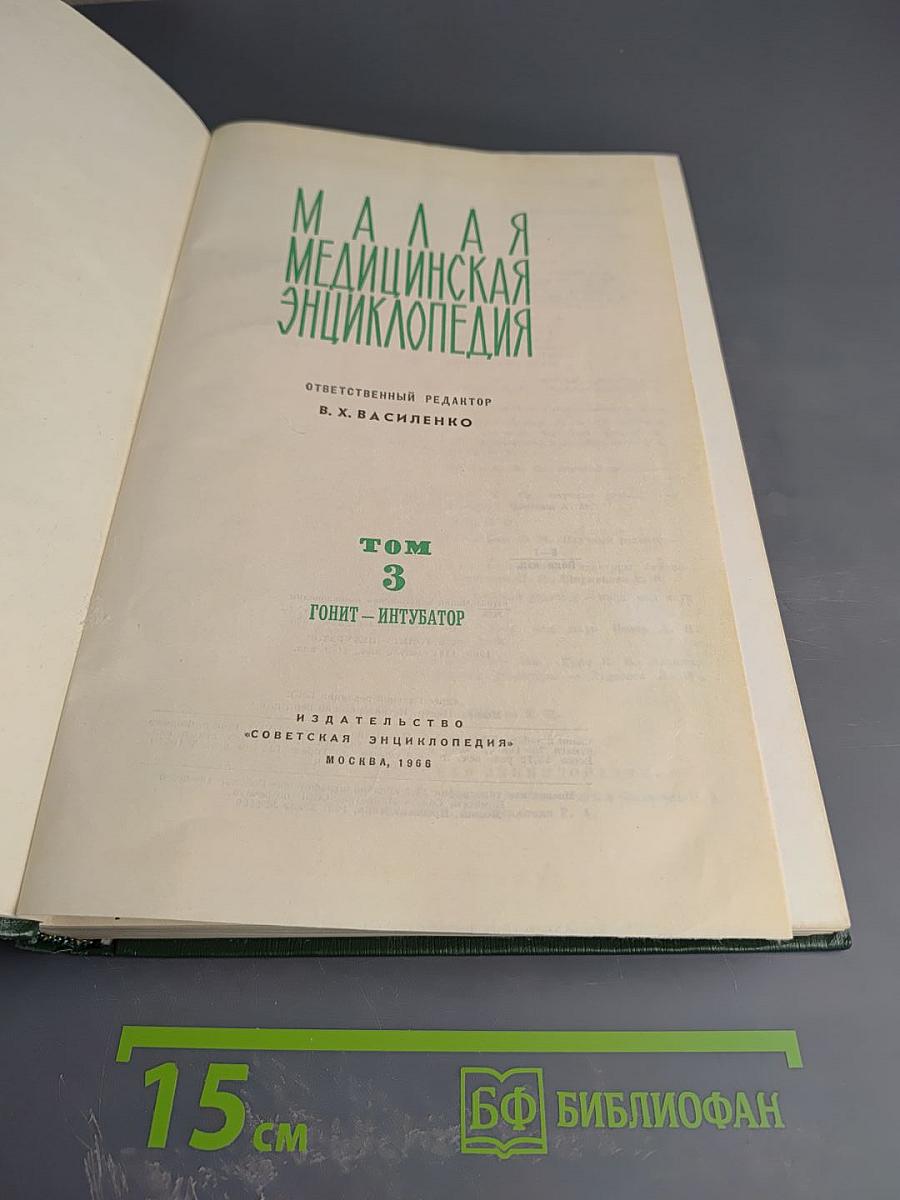 МАЛАЯ
МЕДИЦИНСКАЯ
ЭНЦИКЛОПЕДИЯ
ОТВЕТСТВЕННЫЙ РЕДАКТОР
В. Х. ВАСИЛЕНКО
ТОМ
3
ГОНИТ — ИНТУБАТОР
ИЗДАТЕЛЬСТВО
«СОВЕТСКАЯ ЭНЦИКЛОПЕДИЯ»
МОСКВА, 1966
15 см
БФ БИБЛИОФАН